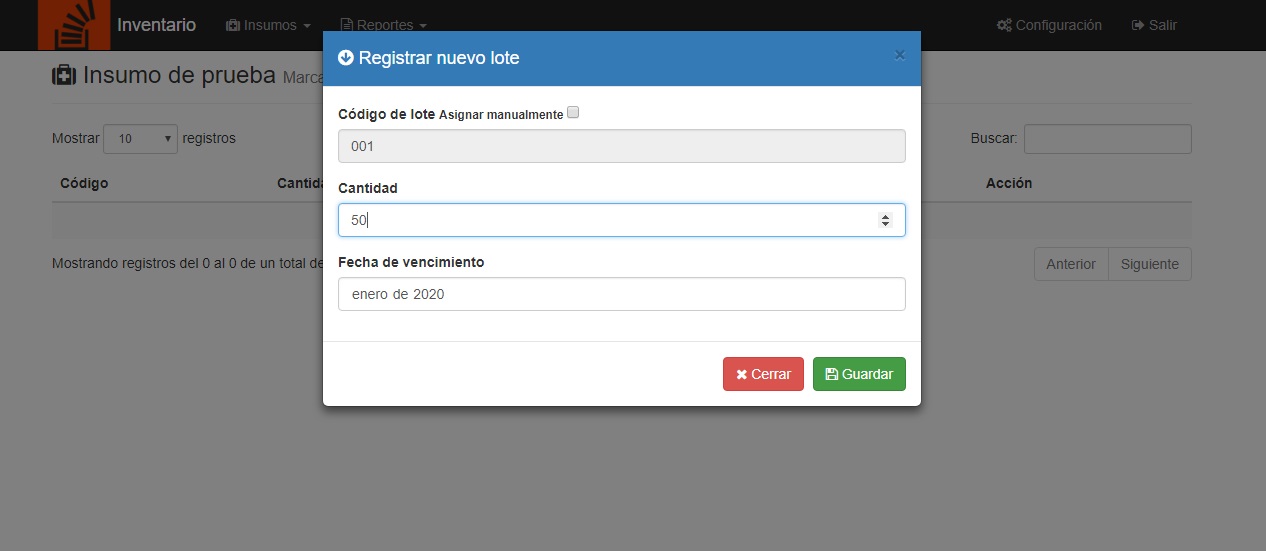 Inventario Insumos Reportes Configuración Salir
Registrar nuevo lote ×
Insumo de prueba Marca
Código de lote Asignar manualmente
Mostrar 10 registros Buscar:
001
Código Acción
Cantidad
50
Fecha de vencimiento
Mostrando registros del 0 al 0 de un total de Anterior Siguiente
enero de 2020
Cerrar Guardar